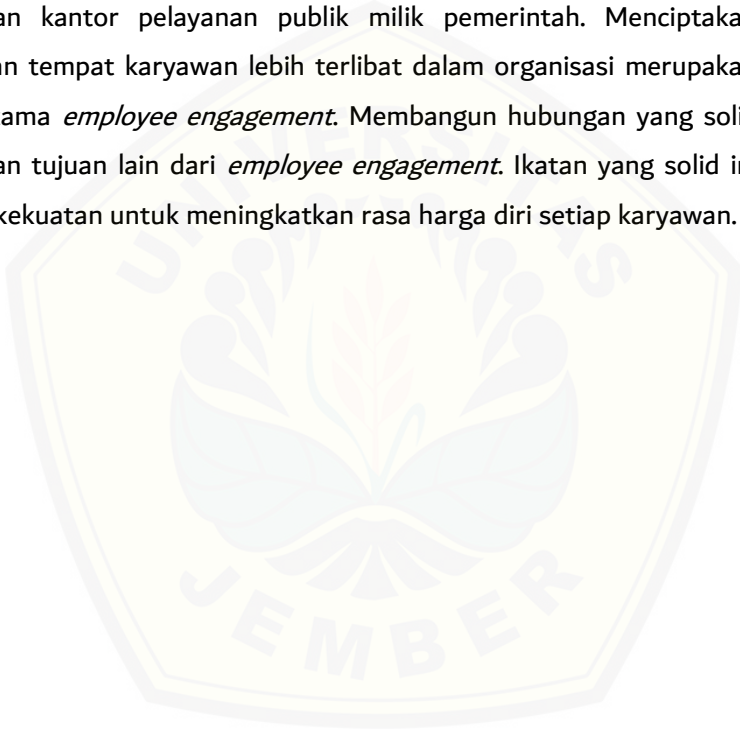 an kantor pelayanan publik milik pemerintah. Menciptaka
an tempat karyawan lebih terlibat dalam organisasi merupaka
ama employee engagement. Membangun hubungan yang soli
an tujuan lain dari employee engagement. Ikatan yang solid i
kekuatan untuk meningkatkan rasa harga diri setiap karyawan.
UNIVERSITAS
JEMBER